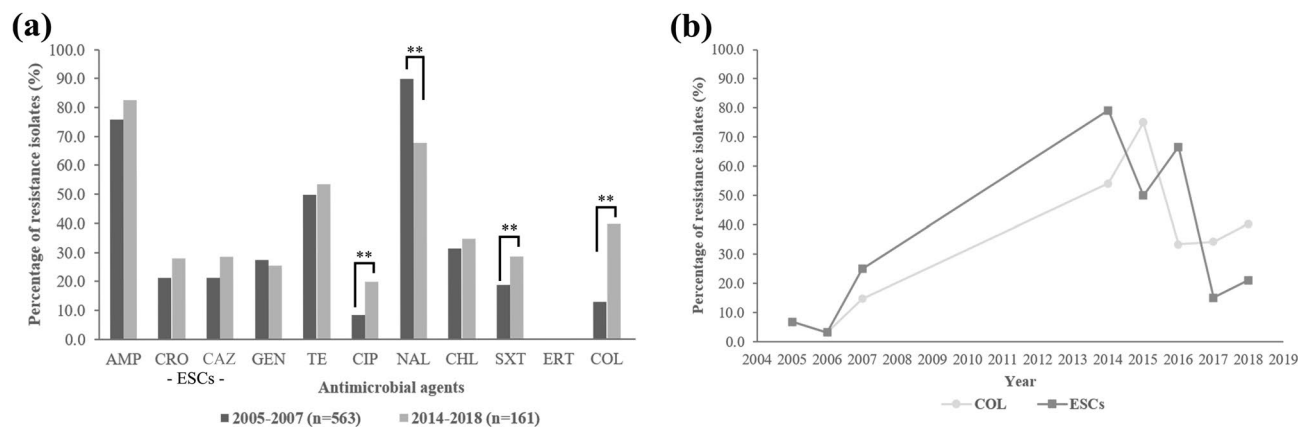 (a)
100.0
90.0
80.0
70.0
60.0
50.0
40.0
30.0
20.0
10.0
0.0
Percentage of resistance isolates (%)
**
**
**
**
AMP CRO CAZ GEN TE CIP NAL CHL SXT ERT COL
- ESCs -
Antimicrobial agents
2005-2007 (n=563) 2014-2018 (n=161)
(b)
100.0
90.0
80.0
70.0
60.0
50.0
40.0
30.0
20.0
10.0
0.0
Percentage of resistance isolates (%)
2004 2005 2006 2007 2008 2009 2010 2011 2012 2013 2014 2015 2016 2017 2018 2019
Year
COL ESCs